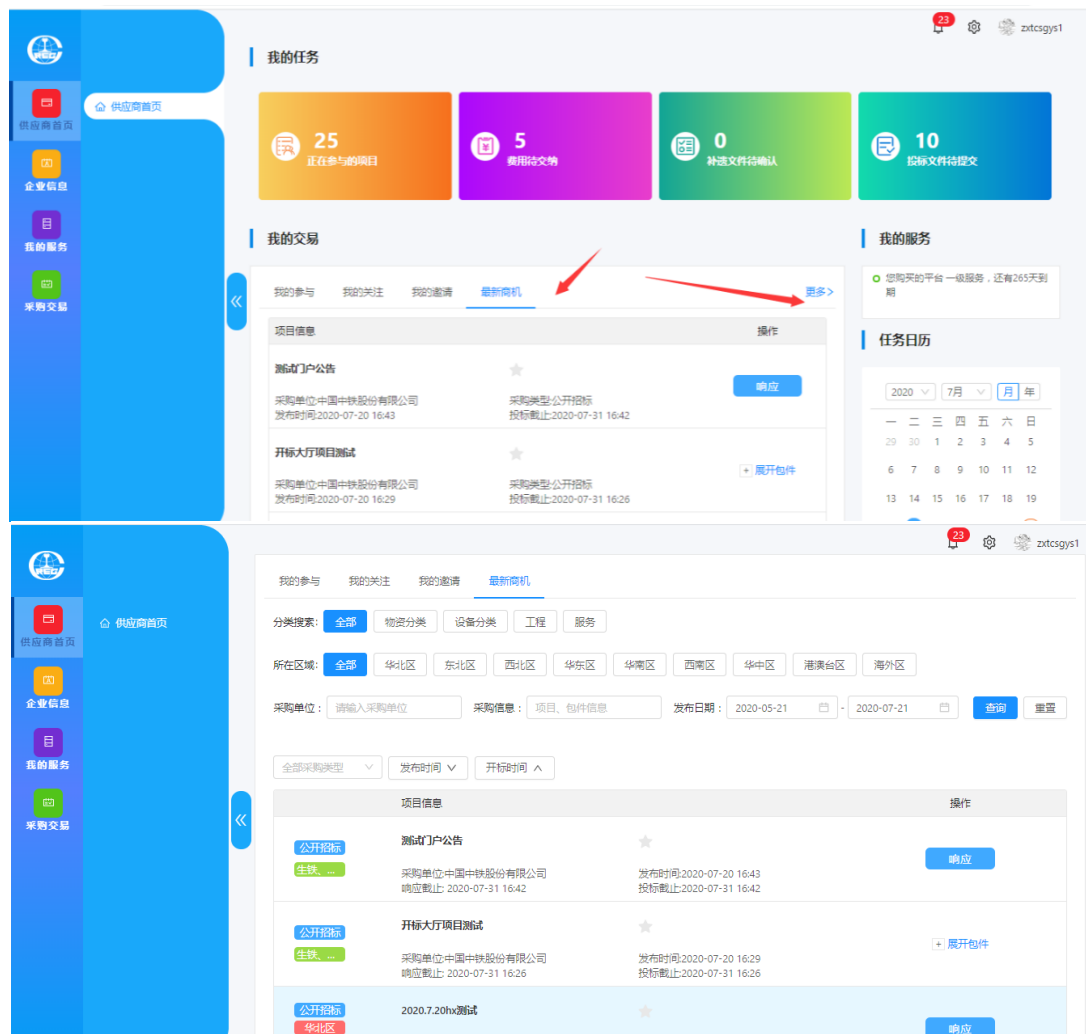 23
zxtcsgys1
我的任务
供应商首页
供应商首页
企业信息
我的服务
采购交易
25
正在参与的项目
5
费用待交纳
0
补遗文件待确认
10
投标文件待提交
我的交易
我的参与 我的关注 我的邀请 最新商机 更多>
项目信息 操作
测试门户公告
采购单位:中国中铁股份有限公司 采购类型:公开招标
发布时间:2020-07-20 16:43 投标截止:2020-07-31 16:42
响应
开标大厅项目测试
采购单位:中国中铁股份有限公司 采购类型:公开招标
发布时间:2020-07-20 16:29 投标截止:2020-07-31 16:26
+ 展开包件
我的服务
您购买的平台一级服务，还有265天到
期
任务日历
2020 7月 月 年
一 二 三 四 五 六 日
29 30 1 2 3 4 5
6 7 8 9 10 11 12
13 14 15 16 17 18 19
23
zxtcsgys1
供应商首页
供应商首页
企业信息
我的服务
采购交易
我的参与 我的关注 我的邀请 最新商机
分类搜索: 全部 物资分类 设备分类 工程 服务
所在区域: 全部 华北区 东北区 西北区 华东区 华南区 西南区 华中区 港澳台区 海外区
采购单位： 请输入采购单位 采购信息： 项目、包件信息 发布日期： 2020-05-21 - 2020-07-21 查询 重置
全部采购类型 发布时间 开标时间
项目信息 操作
公开招标
生铁、...
测试门户公告
采购单位:中国中铁股份有限公司 发布时间:2020-07-20 16:43
响应截止: 2020-07-31 16:42 投标截止:2020-07-31 16:42
响应
公开招标
生铁、...
开标大厅项目测试
采购单位:中国中铁股份有限公司 发布时间:2020-07-20 16:29
响应截止: 2020-07-31 16:26 投标截止:2020-07-31 16:26
+ 展开包件
公开招标
华北区
2020.7.20hx测试
响应